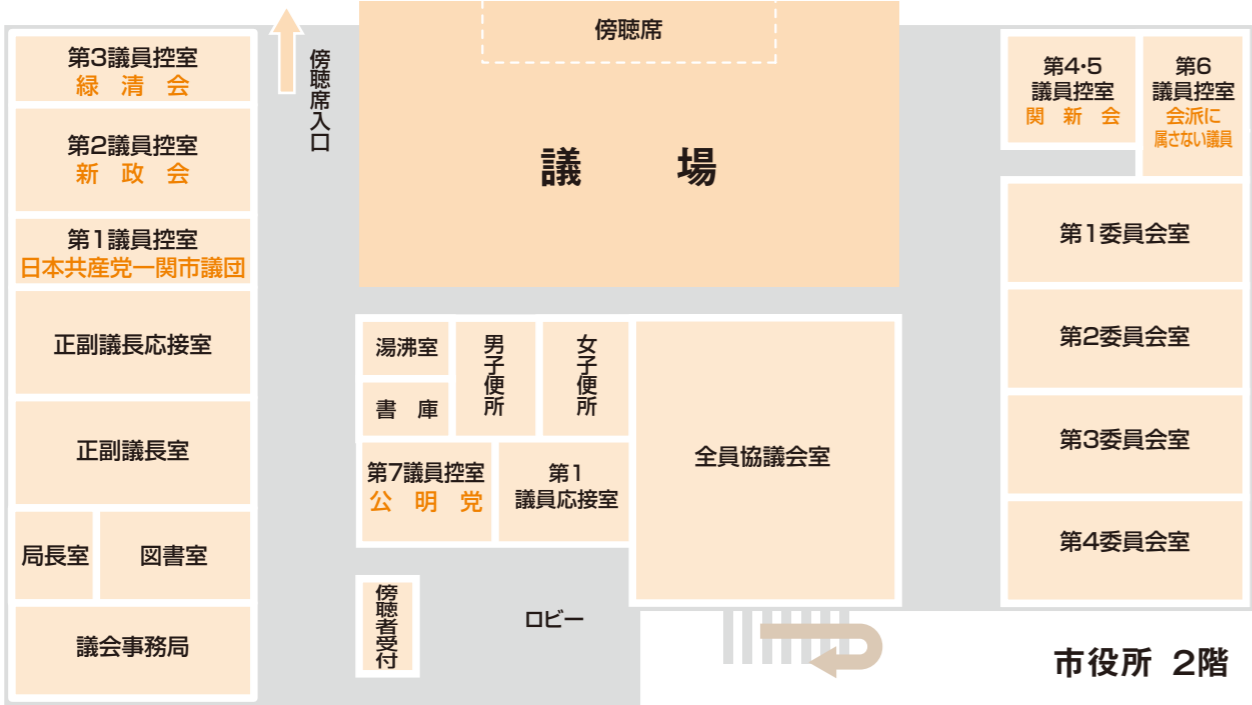 第3議員控室
緑清会
第2議員控室
新政会
第1議員控室
日本共産党一関市議団
正副議長応接室
正副議長室
局長室
図書室
議会事務局
傍聴席入口
傍聴席
議場
湯沸室
書庫
男子便所
女子便所
第7議員控室
公明党
第1
議員応接室
全員協議会室
傍聴者受付
ロビー
第4・5
議員控室
関新会
第6
議員控室
会派に
属さない議員
第1委員会室
第2委員会室
第3委員会室
第4委員会室
市役所 2階